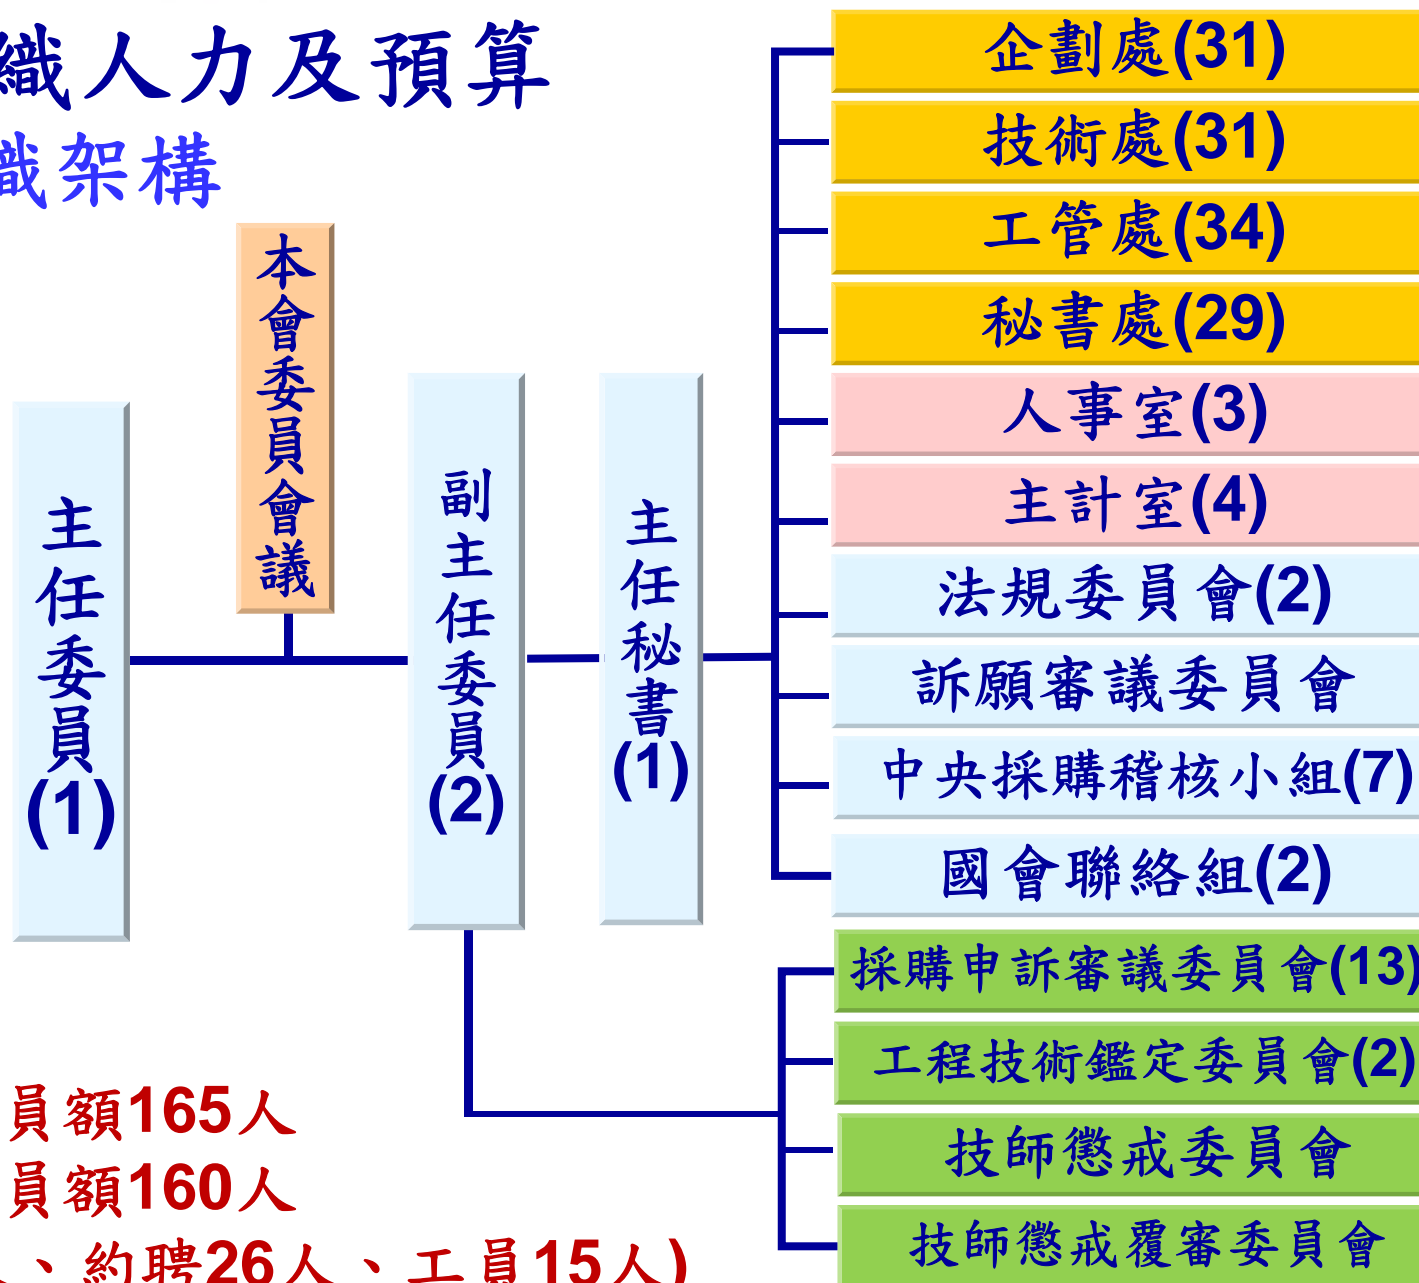 織人力及預算
織架構
本會委員會議
主任委員(1)
副主任委員(2)
主任秘書(1)
企劃處(31)
技術處(31)
工管處(34)
秘書處(29)
人事室(3)
主計室(4)
法規委員會(2)
訴願審議委員會
中央採購稽核小組(7)
國會聯絡組(2)
採購申訴審議委員會(13)
工程技術鑑定委員會(2)
技師懲戒委員會
技師懲戒覆審委員會
員額165人
員額160人
、約聘26人、工員15人)